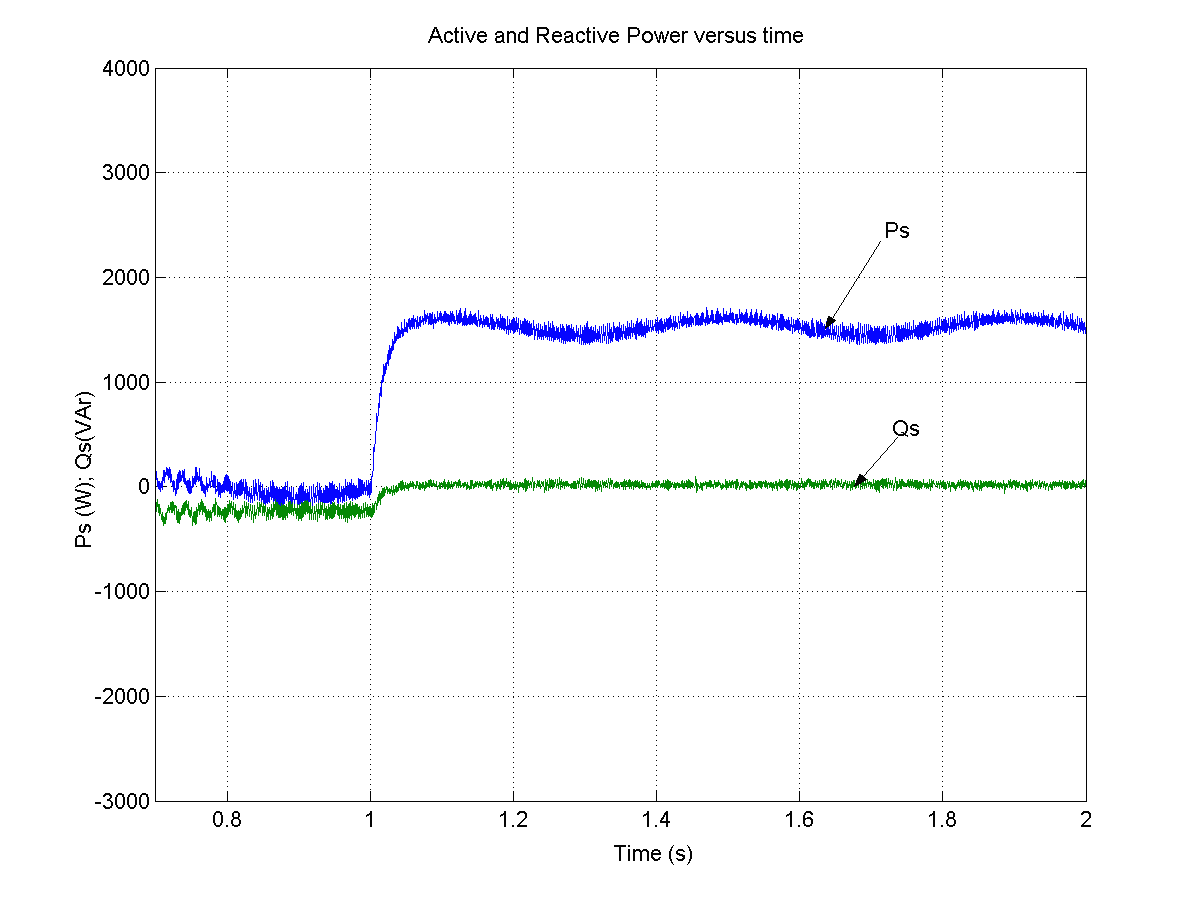 Active and Reactive Power versus time
4000
3000
2000
1000
0
-1000
-2000
-3000
Ps (W); Qs(VAr)
Ps
Qs
0.8 1 1.2 1.4 1.6 1.8 2
Time (s)